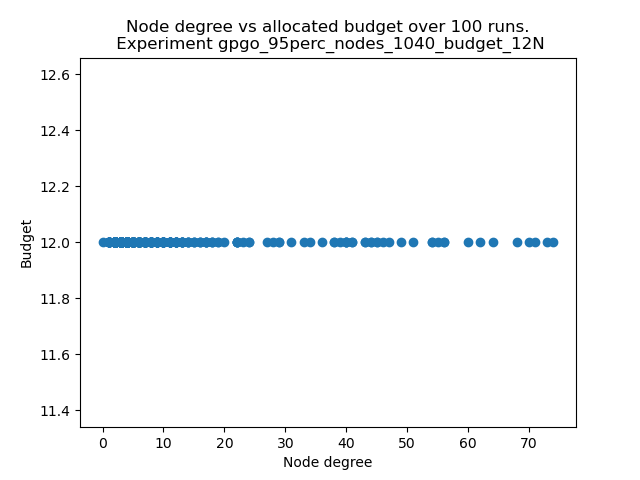 Node degree vs allocated budget over 100 runs.
Experiment gpgo_95perc_nodes_1040_budget_12N
12.6
12.4
12.2
12.0
11.8
11.6
11.4
Budget
0 10 20 30 40 50 60 70
Node degree